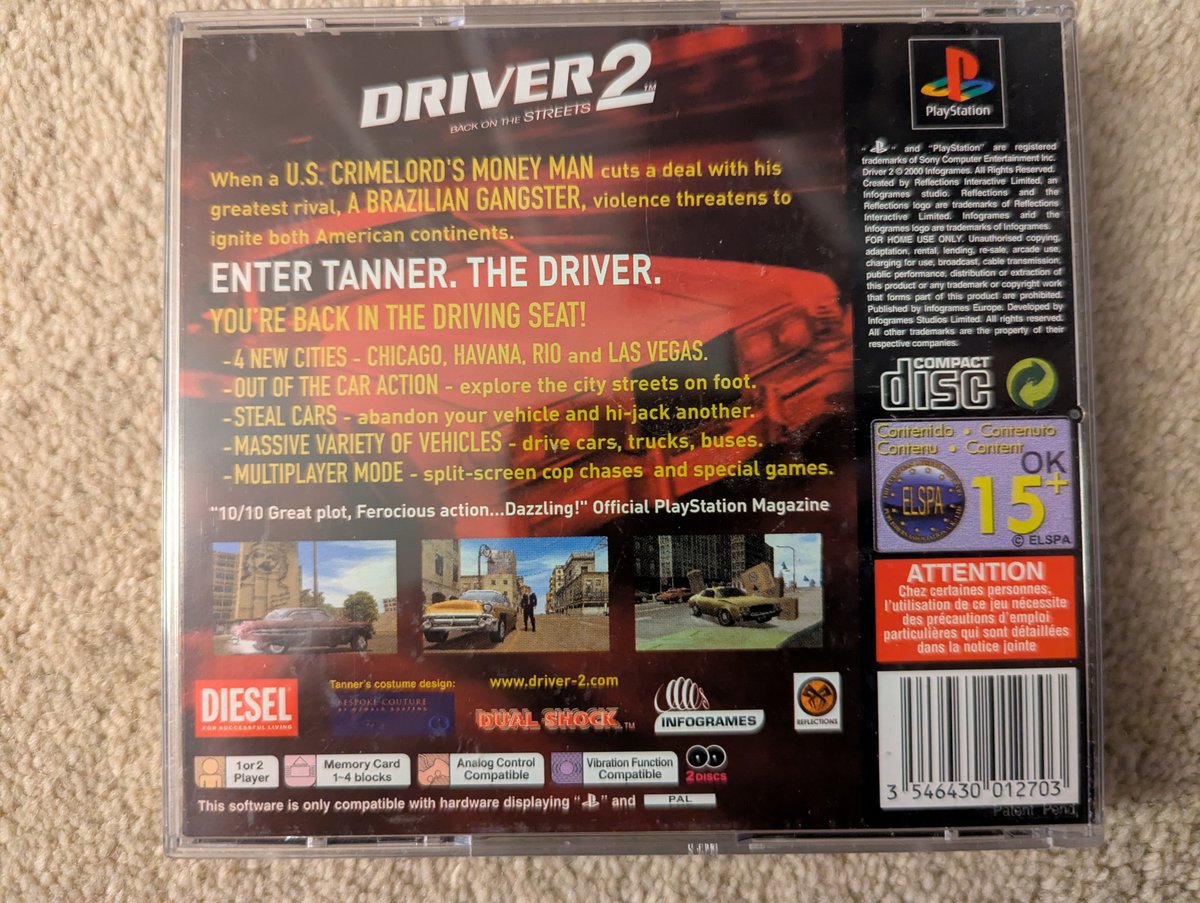 DRIVER 2™
BACK ON THE STREETS
When a U.S. CRIMELORD'S MONEY MAN cuts a deal with his
greatest rival, A BRAZILIAN GANGSTER, violence threatens to
ignite both American continents.
ENTER TANNER. THE DRIVER.
YOU'RE BACK IN THE DRIVING SEAT!
-4 NEW CITIES - CHICAGO, HAVANA, RIO and LAS VEGAS.
-OUT OF THE CAR ACTION - explore the city streets on foot.
-STEAL CARS - abandon your vehicle and hi-jack another.
-MASSIVE VARIETY OF VEHICLES - drive cars, trucks, buses.
-MULTIPLAYER MODE - split-screen cop chases and special games.
"10/10 Great plot, Ferocious action...Dazzling!" Official PlayStation Magazine
DIESEL
FOR SUCCESSFUL LIVING
Tanner's costume design:
BESPOKE COUTURE
www.driver-2.com
DUAL SHOCK™
INFOGRAMES
REFLECTIONS
1 or 2
Player
Memory Card
1~4 blocks
Analog Control
Compatible
Vibration Function
Compatible
2 DISCS
This software is only compatible with hardware displaying " " and PAL
PlayStation
" " and "PlayStation" are registered
trademarks of Sony Computer Entertainment Inc.
Driver 2 © 2000 Infogrames. All Rights Reserved.
Created by Reflections Interactive Limited, an
Infogrames studio. Reflections and the
Reflections logo are trademarks of Reflections
Interactive Limited. Infogrames and the
Infogrames logo are trademarks of Infogrames.
FOR HOME USE ONLY. Unauthorised copying,
adaptation, rental, lending, re-sale, arcade use,
charging for use, broadcast, cable transmission,
public performance, distribution or extraction of
this product or any trademark or copyright work
that forms part of this product are prohibited.
Published by Infogrames Europe. Developed by
Infogrames Studios Limited. All rights reserved.
All other trademarks are the property of their
respective companies.
COMPACT
disc
Contenido • Contenuto
Contenu • Content
OK
15+
ELSPA
© ELSPA
ATTENTION
Chez certaines personnes,
l'utilisation de ce jeu nécessite
des précautions d'emploi
particulières qui sont détaillées
dans la notice jointe
3 546430 012703
Patent Pend